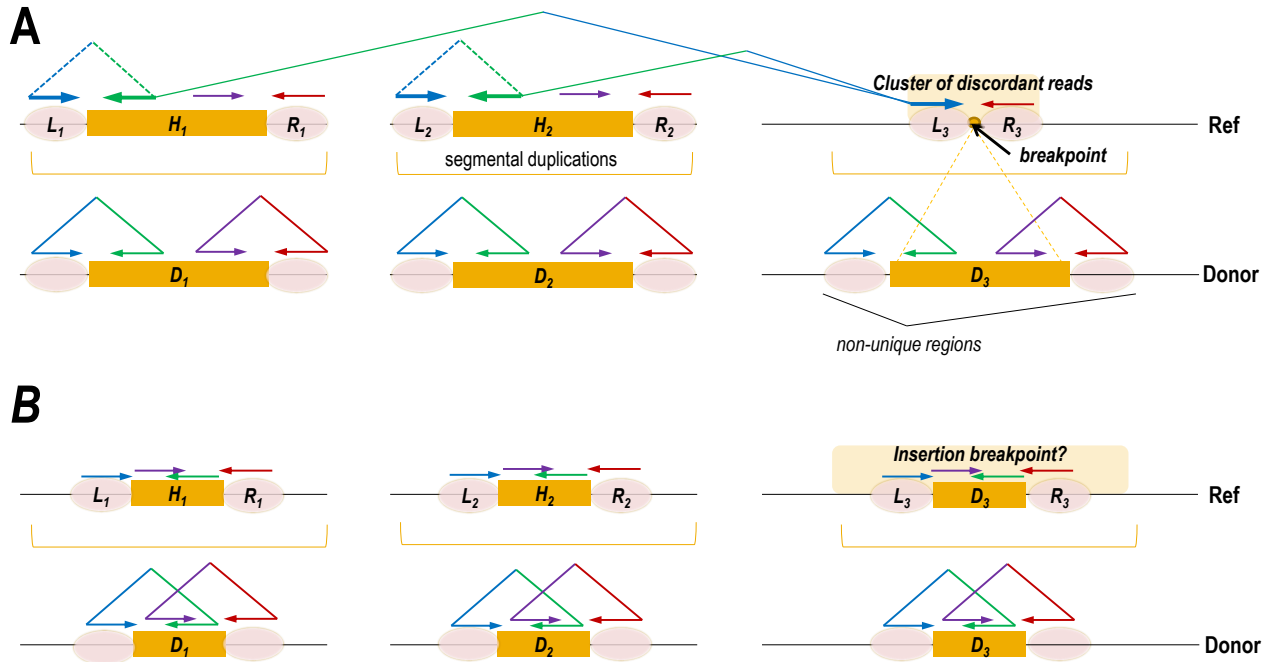 A
Cluster of discordant reads
L1 H1 R1 L2 H2 R2 L3 R3 Ref
segmental duplications breakpoint
D1 D2 D3 Donor
non-unique regions
B
Insertion breakpoint?
L1 H1 R1 L2 H2 R2 L3 D3 R3 Ref
D1 D2 D3 Donor